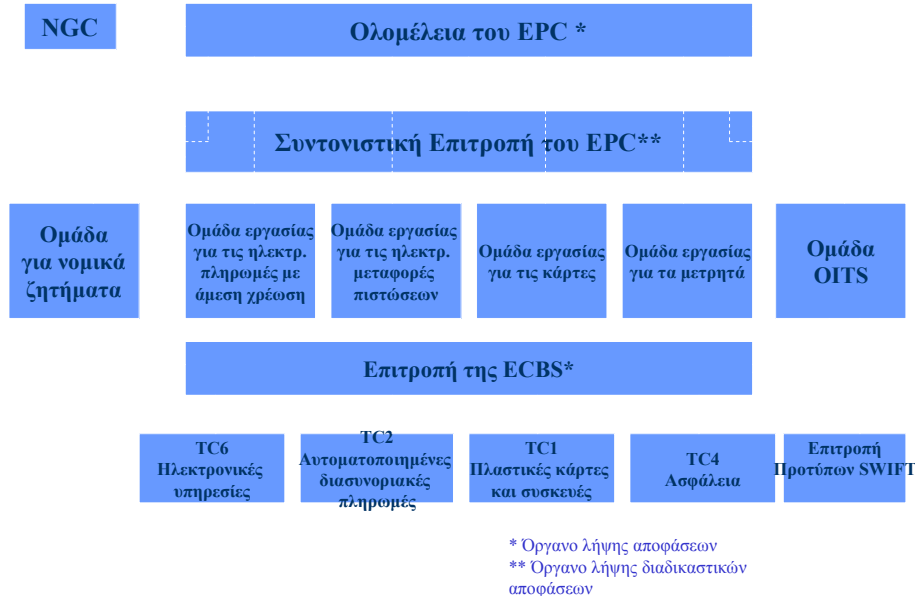 NGC
Ολομέλεια του EPC *
Συντονιστική Επιτροπή του EPC**
Ομάδα
για νομικά
ζητήματα
Ομάδα εργασίας
για τις ηλεκτρ.
πληρωμές με
άμεση χρέωση
Ομάδα εργασίας
για τις ηλεκτρ.
μεταφορές
πιστώσεων
Ομάδα εργασίας
για τις κάρτες
Ομάδα εργασίας
για τα μετρητά
Ομάδα
OITS
Επιτροπή της ECBS*
TC6
Ηλεκτρονικές
υπηρεσίες
TC2
Αυτοματοποιημένες
διασυνοριακές
πληρωμές
TC1
Πλαστικές κάρτες
και συσκευές
TC4
Ασφάλεια
Επιτροπή
Προτύπων SWIFT
* Όργανο λήψης αποφάσεων
** Όργανο λήψης διαδικαστικών
αποφάσεων